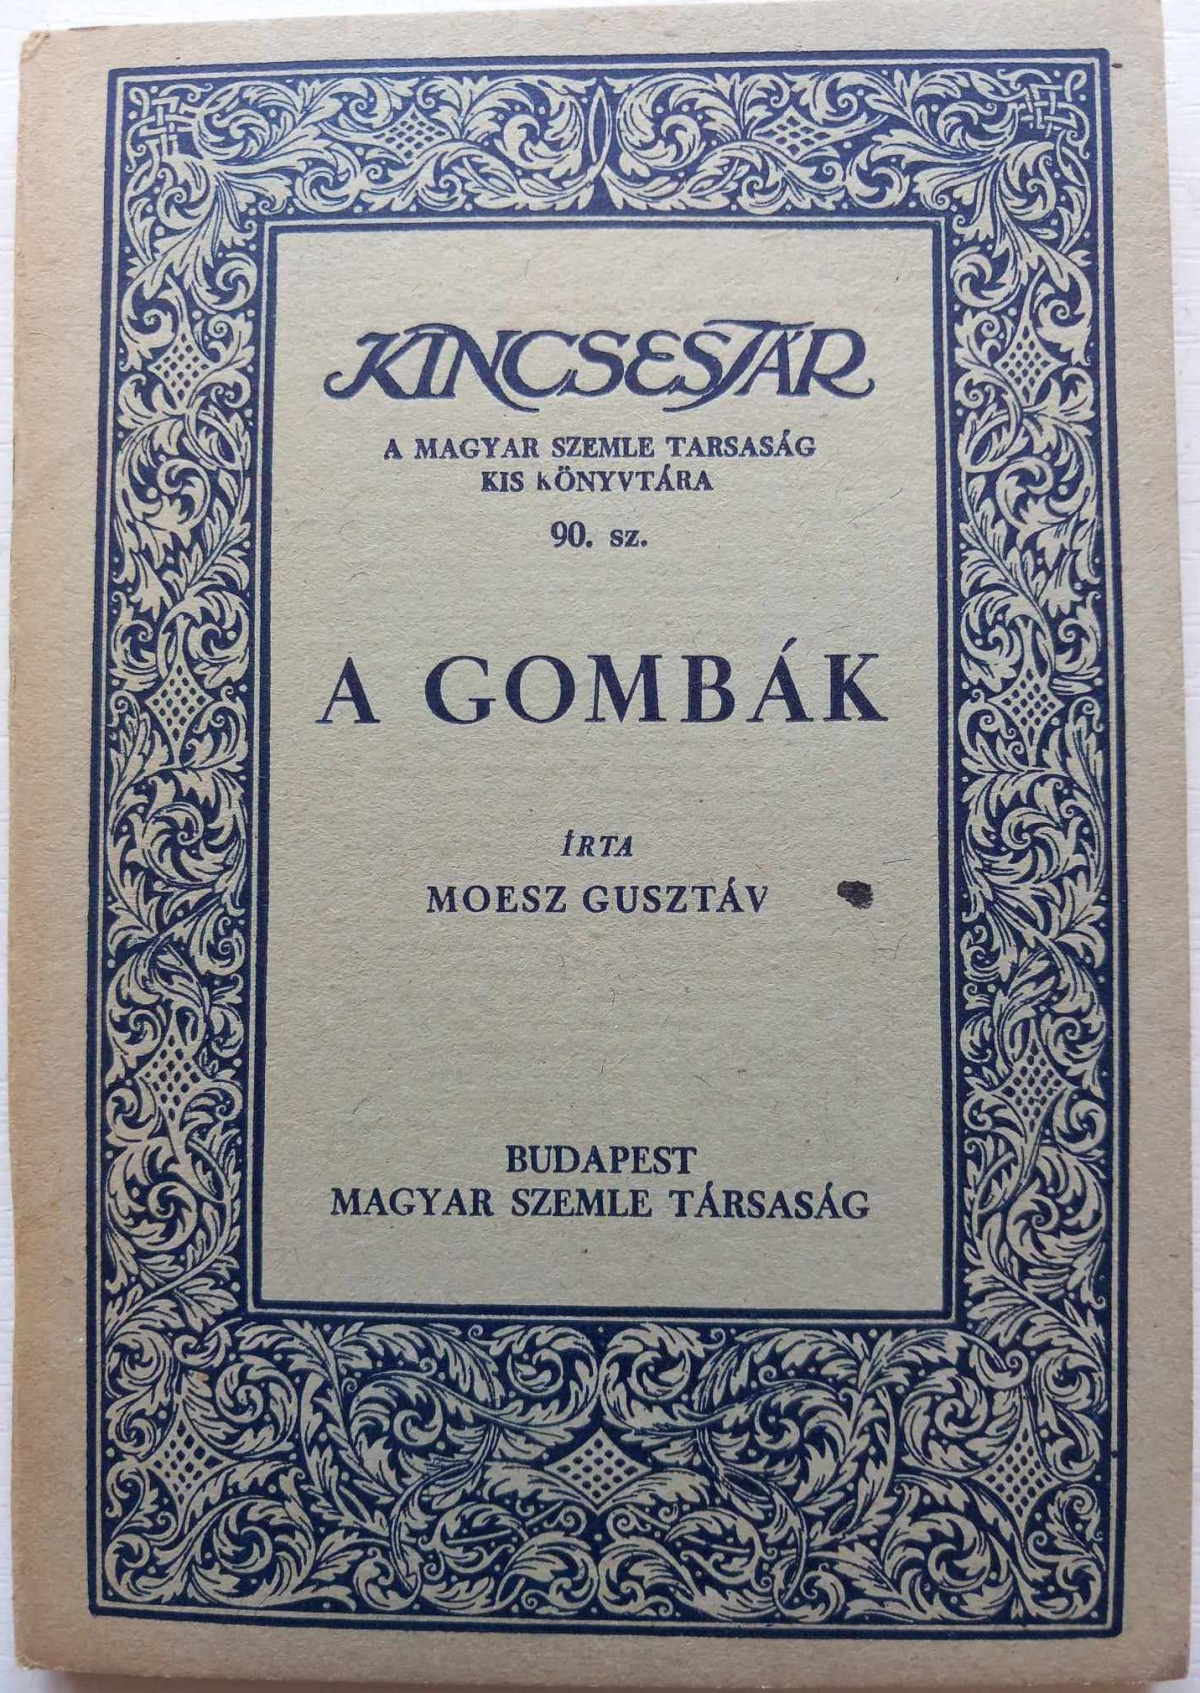 KINCSESTÁR
A MAGYAR SZEMLE TARSASÁG
KIS KÖNYVTÁRA
90. sz.
A GOMBÁK
ÍRTA
MOESZ GUSZTÁV
BUDAPEST
MAGYAR SZEMLE TÁRSASÁG